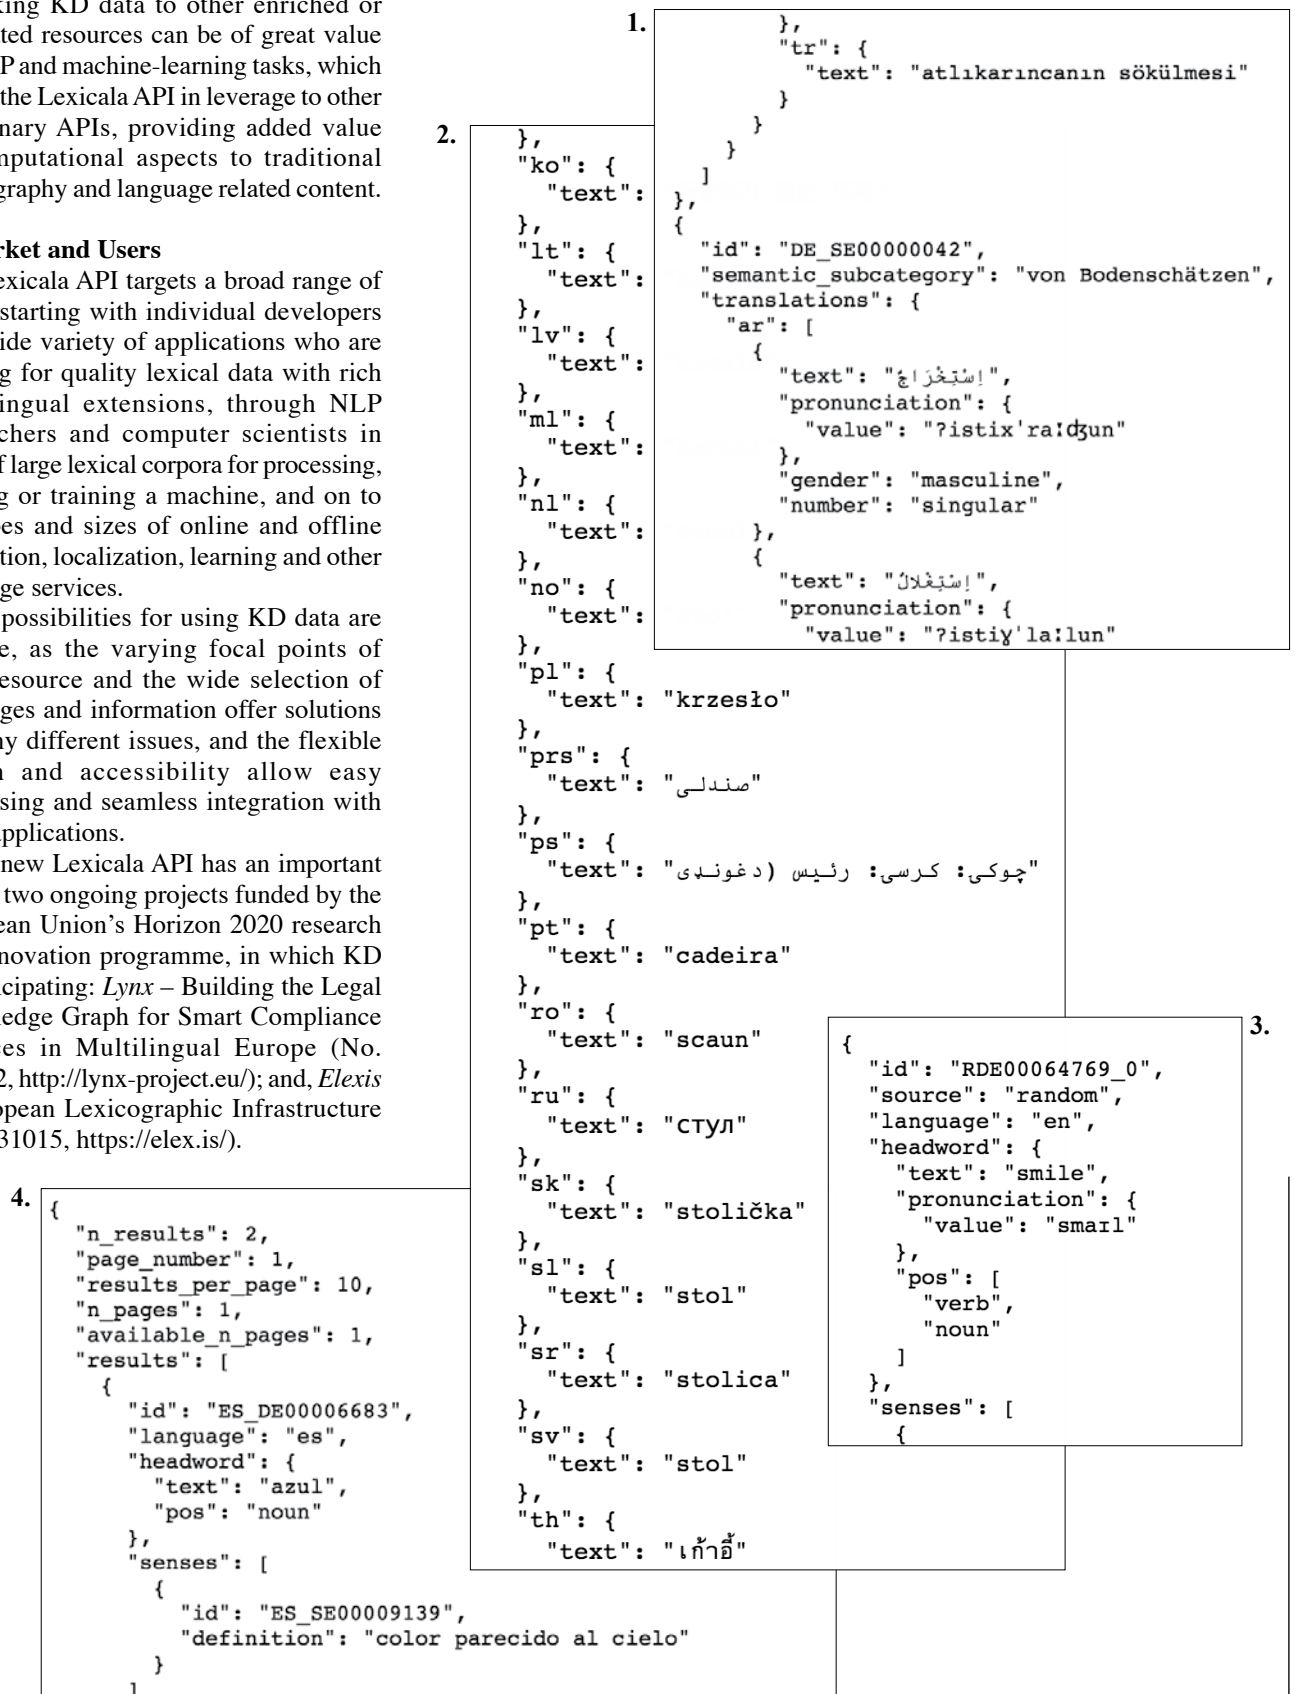 king KD data to other enriched or
ted resources can be of great value
P and machine-learning tasks, which
the Lexicala API in leverage to other
nary APIs, providing added value
mputational aspects to traditional
graphy and language related content.
rket and Users
exicala API targets a broad range of
starting with individual developers
ide variety of applications who are
g for quality lexical data with rich
ingual extensions, through NLP
chers and computer scientists in
f large lexical corpora for processing,
g or training a machine, and on to
es and sizes of online and offline
tion, localization, learning and other
ge services.
possibilities for using KD data are
e, as the varying focal points of
esource and the wide selection of
ges and information offer solutions
ny different issues, and the flexible
n and accessibility allow easy
sing and seamless integration with
applications.
new Lexicala API has an important
two ongoing projects funded by the
ean Union's Horizon 2020 research
novation programme, in which KD
cipating: Lynx – Building the Legal
ledge Graph for Smart Compliance
es in Multilingual Europe (No.
2, http://lynx-project.eu/); and, Elexis
opean Lexicographic Infrastructure
31015, https://elex.is/).
1.
},
"tr": {
"text": "atlıkarıncanın sökülmesi"
}
}
}
]
},
{
"id": "DE_SE00000042",
"semantic_subcategory": "von Bodenschätzen",
"translations": {
"ar": [
{
"text": "اِسْتِخْرَاجٌ",
"pronunciation": {
"value": "ʔistixˈraːʤun"
},
"gender": "masculine",
"number": "singular"
},
{
"text": "اِسْتِغْلالٌ",
"pronunciation": {
"value": "ʔistiɣˈlaːlun"
2.
},
"ko": {
"text":
},
"lt": {
"text":
},
"lv": {
"text":
},
"ml": {
"text":
},
"nl": {
"text":
},
"no": {
"text":
},
"pl": {
"text": "krzesło"
},
"prs": {
"text": "صندلی"
},
"ps": {
"text": "چوکۍ: کرسۍ: رئیس (دغونډی"
},
"pt": {
"text": "cadeira"
},
"ro": {
"text": "scaun"
},
"ru": {
"text": "стул"
},
"sk": {
"text": "stolička"
},
"sl": {
"text": "stol"
},
"sr": {
"text": "stolica"
},
"sv": {
"text": "stol"
},
"th": {
"text": "เก้าอี้"
3.
{
"id": "RDE00064769_0",
"source": "random",
"language": "en",
"headword": {
"text": "smile",
"pronunciation": {
"value": "smaɪl"
},
"pos": [
"verb",
"noun"
]
},
"senses": [
{
4.
{
"n_results": 2,
"page_number": 1,
"results_per_page": 10,
"n_pages": 1,
"available_n_pages": 1,
"results": [
{
"id": "ES_DE00006683",
"language": "es",
"headword": {
"text": "azul",
"pos": "noun"
},
"senses": [
{
"id": "ES_SE00009139",
"definition": "color parecido al cielo"
}
]